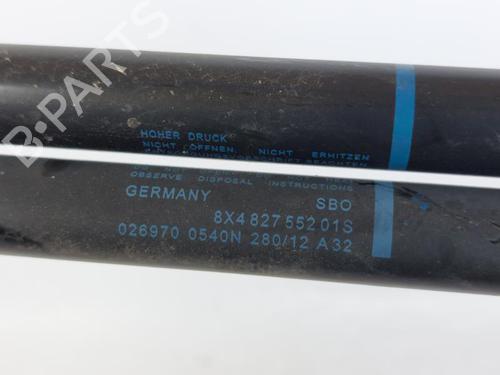 B-PARTS
HOHER DRUCK
NICHT ÖFFNEN, NICHT ERHITZEN
OBSERVE DISPOSAL INSTRUCTIONS
GERMANY SBO
8X4 827 552 01S
026970 0540N 280/12 A32